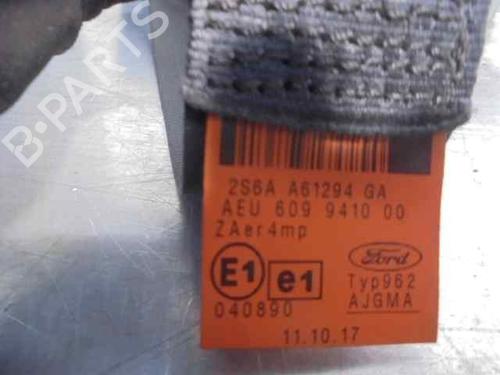 B-PARTS
2S6A A61294 GA
AEU 609 9410 00
ZAer4mp
E1 e1 Ford
Typ962
040890 AJGMA
11.10.17